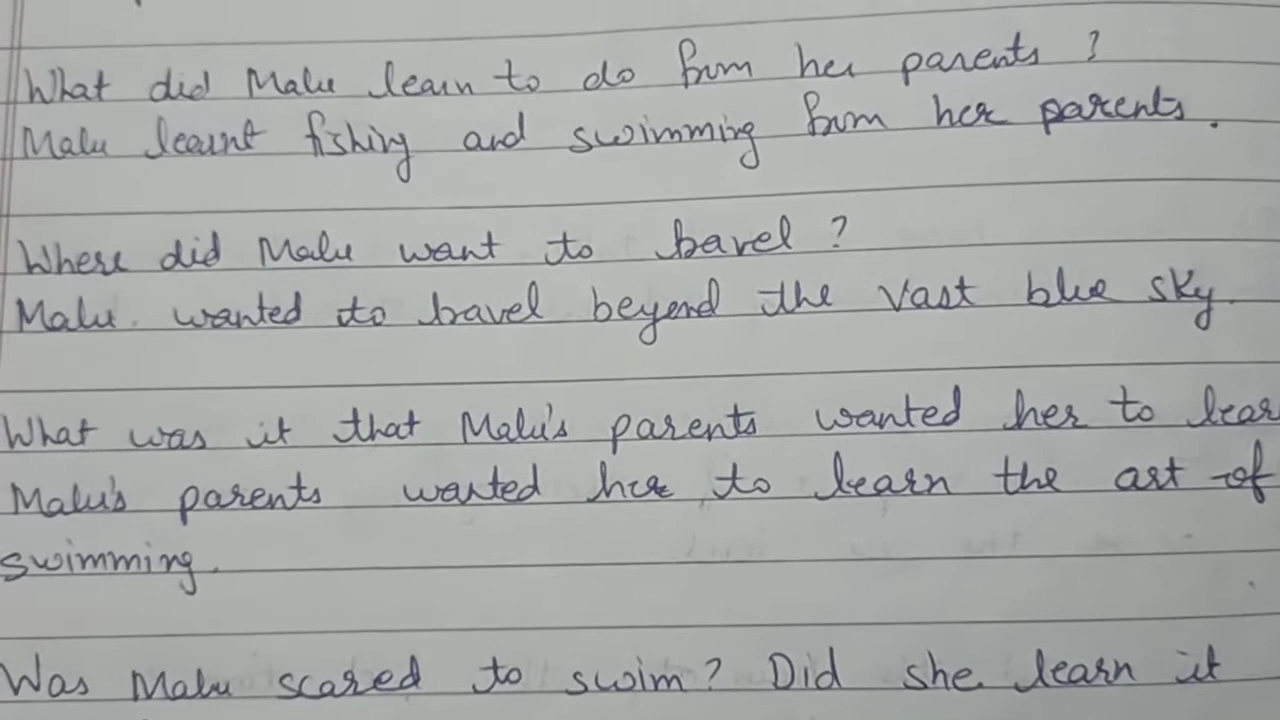 What did Malu learn to do from her parents ?
Malu learnt fishing and swimming from her parents.
Where did Malu want to travel ?
Malu. wanted to travel beyond the vast blue sky.
What was it that Malu's parents wanted her to lear
Malu's parents wanted her to learn the art of
swimming.
Was Malu scared to swim? Did she learn it